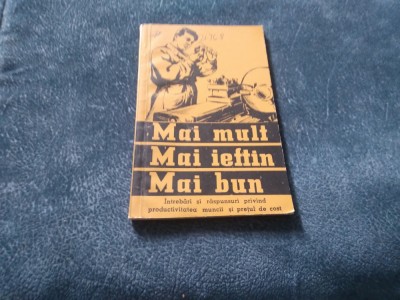 Mai mult
Mai ieftin
Mai bun
Întrebări și răspunsuri privind
productivitatea muncii și prețul de cost